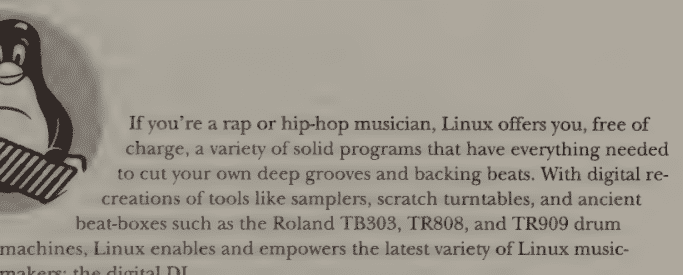 If you're a rap or hip-hop musician, Linux offers you, free of
charge, a variety of solid programs that have everything needed
to cut your own deep grooves and backing beats. With digital re-
creations of tools like samplers, scratch turntables, and ancient
beat-boxes such as the Roland TB303, TR808, and TR909 drum
machines, Linux enables and empowers the latest variety of Linux music-
makers: the digital DJ